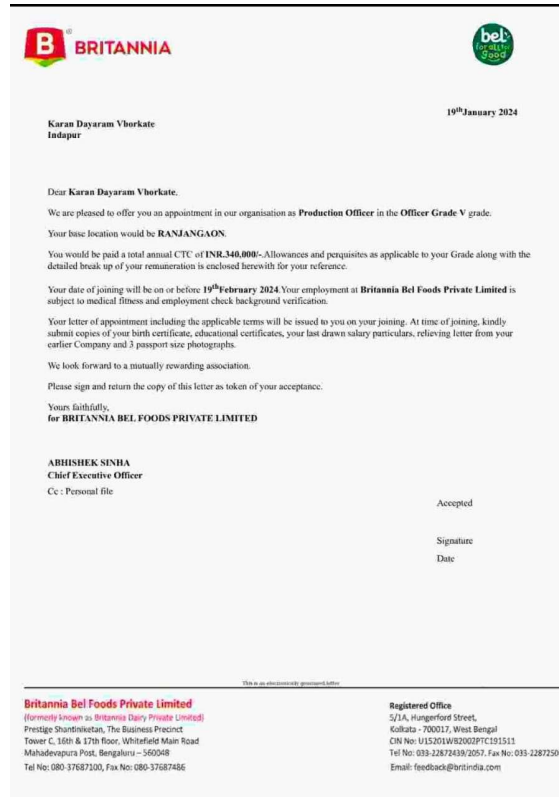 BRITANNIA
bel
for all for
good
19thJanuary 2024
Karan Dayaram Vhorkate
Indapur
Dear Karan Dayaram Vhorkate,
We are pleased to offer you an appointment in our organisation as Production Officer in the Officer Grade V grade.
Your base location would be RANJANGAON.
You would be paid a total annual CTC of INR.340,000/-.Allowances and perquisites as applicable to your Grade along with the
detailed break up of your remuneration is enclosed herewith for your reference.
Your date of joining will be on or before 19thFebruary 2024.Your employment at Britannia Bel Foods Private Limited is
subject to medical fitness and employment check background verification.
Your letter of appointment including the applicable terms will be issued to you on your joining. At time of joining, kindly
submit copies of your birth certificate, educational certificates, your last drawn salary particulars, relieving letter from your
earlier Company and 3 passport size photographs.
We look forward to a mutually rewarding association.
Please sign and return the copy of this letter as token of your acceptance.
Yours faithfully,
for BRITANNIA BEL FOODS PRIVATE LIMITED
ABHISHEK SINHA
Chief Executive Officer
Cc : Personal file
Accepted
Signature
Date
This is an electronically generated letter
Britannia Bel Foods Private Limited
(formerly known as Britannia Dairy Private Limited)
Prestige Shantiniketan, The Business Precinct
Tower C, 16th & 17th floor, Whitefield Main Road
Mahadevapura Post, Bengaluru – 560048
Tel No: 080-37687100, Fax No: 080-37687486
Registered Office
5/1A, Hungerford Street,
Kolkata - 700017, West Bengal
CIN No: U15201WB2002PTC191511
Tel No: 033-22872439/2057, Fax No: 033-2287250
Email: feedback@britindia.com